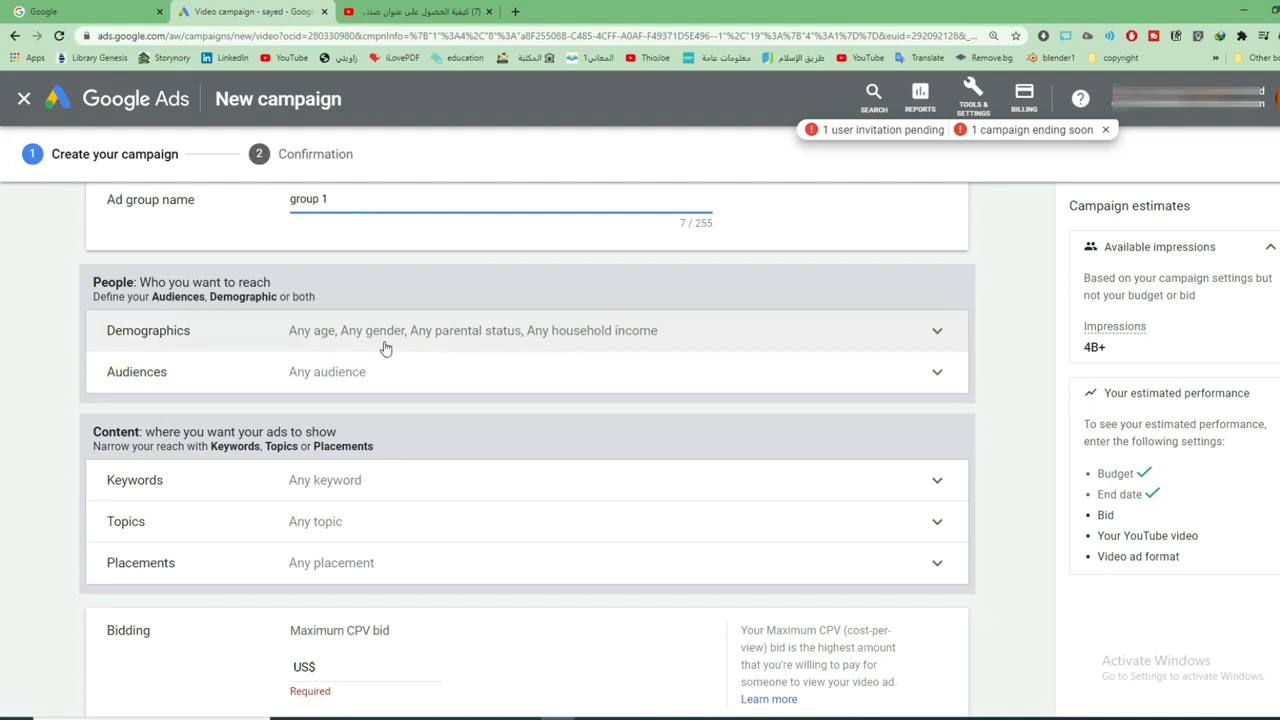 Google
Video campaign - sayed - Googl
(7) كيفية الحصول على عنوان صندو
ads.google.com/aw/campaigns/new/video?ocid=280330980&cmpnInfo=%7B"1"%3A4%2C"8"%3A"a8F25508B-C485-4CFF-A0AF-F49371D5E496--1"%2C"19"%3A%7B"4"%3A1%7D%7D&euid=292092128&_...
Apps
Library Genesis
Storynory
LinkedIn
YouTube
زاويتي
iLovePDF
education
المكتبة
المعاني1
ThioJoe
معلومات عامة
طريق الإسلام
YouTube
Translate
Remove.bg
blender1
copyright
»
Other bo
Google Ads
New campaign
SEARCH
REPORTS
TOOLS &
SETTINGS
BILLING
1 user invitation pending
1 campaign ending soon
1 Create your campaign
2 Confirmation
Ad group name
group 1
7 / 255
People: Who you want to reach
Define your Audiences, Demographic or both
Demographics
Any age, Any gender, Any parental status, Any household income
Audiences
Any audience
Content: where you want your ads to show
Narrow your reach with Keywords, Topics or Placements
Keywords
Any keyword
Topics
Any topic
Placements
Any placement
Bidding
Maximum CPV bid
US$
Required
Your Maximum CPV (cost-per-
view) bid is the highest amount
that you're willing to pay for
someone to view your video ad.
Learn more
Campaign estimates
Available impressions
Based on your campaign settings but
not your budget or bid
Impressions
4B+
Your estimated performance
To see your estimated performance,
enter the following settings:
• Budget
• End date
• Bid
• Your YouTube video
• Video ad format
Activate Windows
Go to Settings to activate Windows.